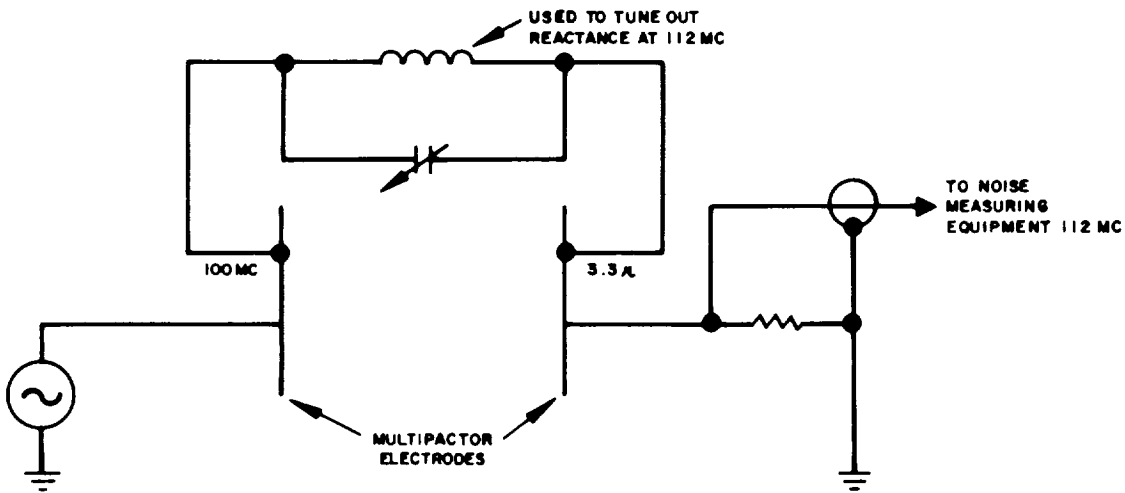 USED TO TUNE OUT
REACTANCE AT 112 MC
TO NOISE
MEASURING
EQUIPMENT 112 MC
100 MC
3.3
MULTIPACTOR
ELECTRODES